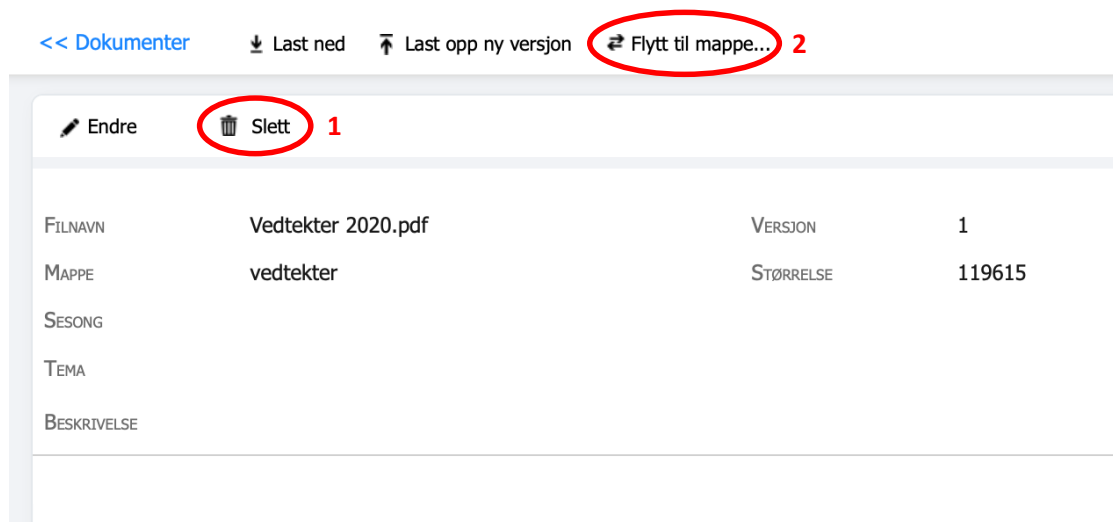 << Dokumenter Last ned Last opp ny versjon Flytt til mappe... 2
Endre Slett 1
Filnavn Vedtekter 2020.pdf Versjon 1
Mappe vedtekter Størrelse 119615
Sesong
Tema
Beskrivelse